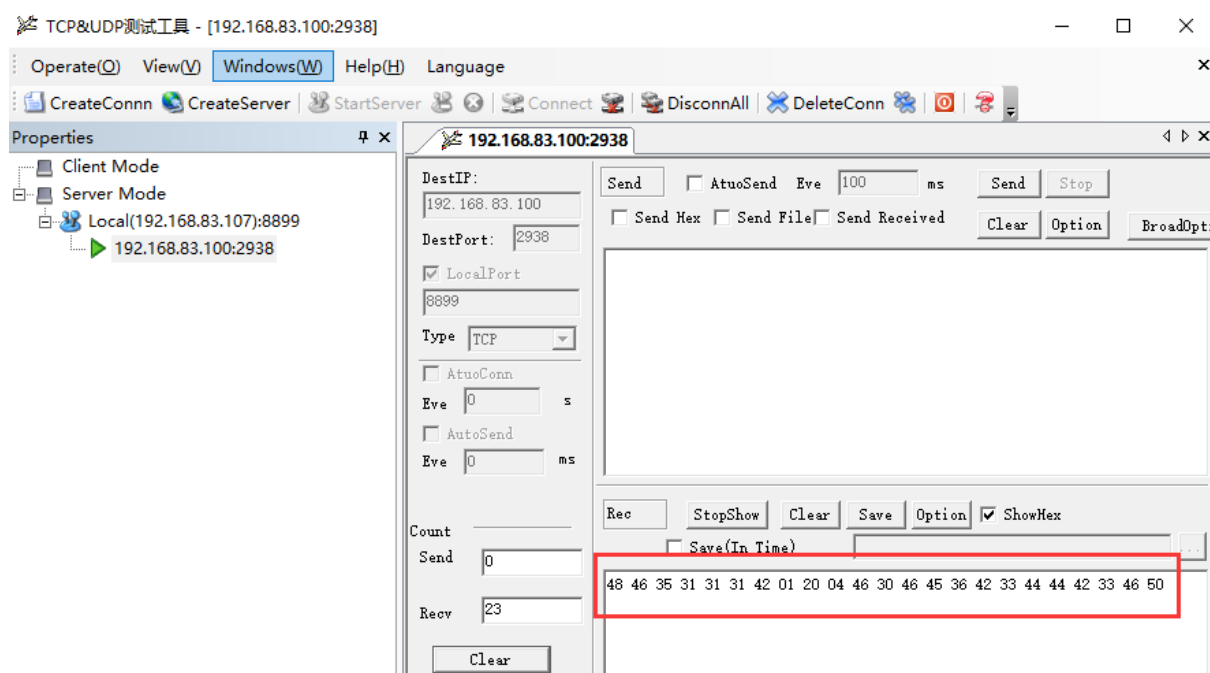 TCP&UDP测试工具 - [192.168.83.100:2938]
Operate(O) View(V) Windows(W) Help(H) Language
CreateConnn CreateServer StartServer Connect DisconnAll DeleteConn
Properties
Client Mode
Server Mode
Local(192.168.83.107):8899
192.168.83.100:2938
192.168.83.100:2938
DestIP:
192.168.83.100
DestPort: 2938
LocalPort
8899
Type TCP
AtuoConn
Eve 0 s
AutoSend
Eve 0 ms
Count
Send 0
Recv 23
Clear
Send AtuoSend Eve 100 ms Send Stop
Send Hex Send File Send Received Clear Option BroadOpt
Rec StopShow Clear Save Option ShowHex
Save(In Time) ...
48 46 35 31 31 31 42 01 20 04 46 30 46 45 36 42 33 44 44 42 33 46 50